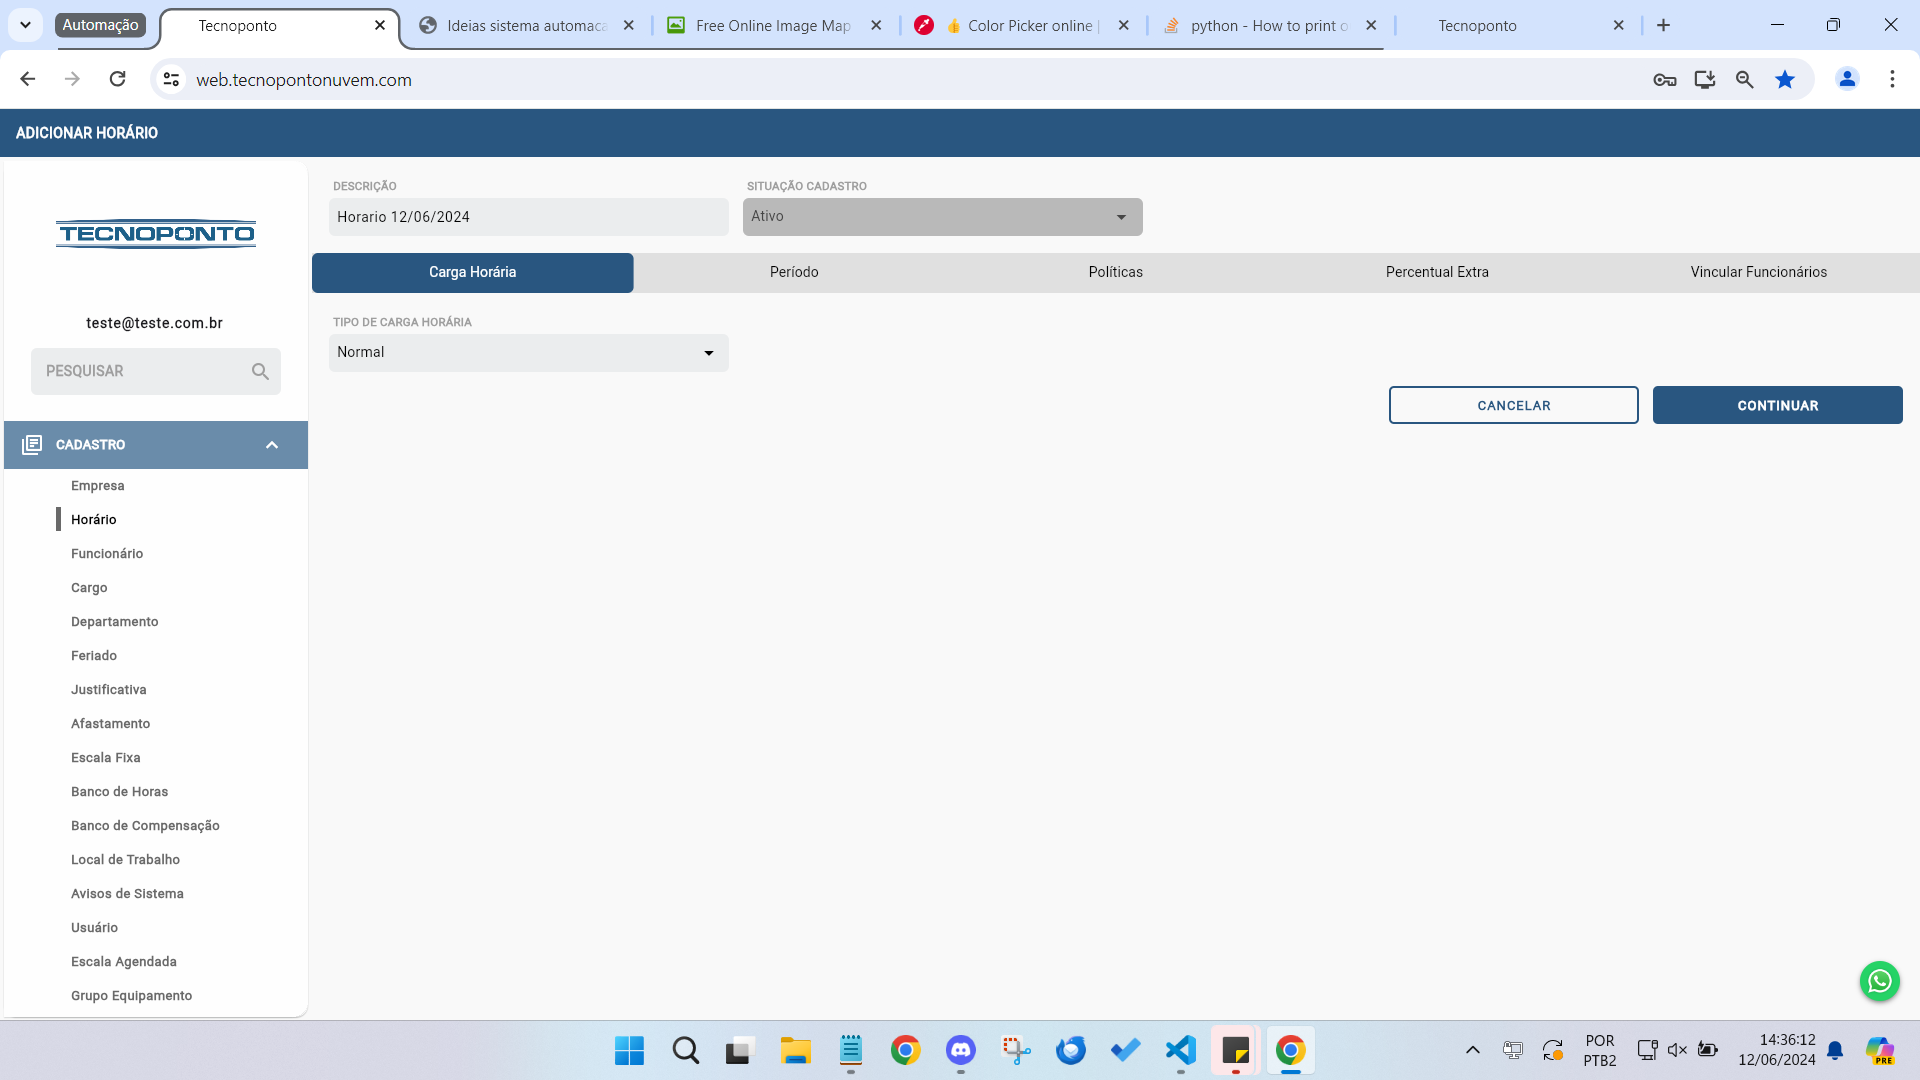 Automação
Tecnoponto
Ideias sistema automaca
Free Online Image Map
Color Picker online |
python - How to print o
Tecnoponto
web.tecnopontonuvem.com
ADICIONAR HORÁRIO
TECNOPONTO
teste@teste.com.br
PESQUISAR
CADASTRO
Empresa
Horário
Funcionário
Cargo
Departamento
Feriado
Justificativa
Afastamento
Escala Fixa
Banco de Horas
Banco de Compensação
Local de Trabalho
Avisos de Sistema
Usuário
Escala Agendada
Grupo Equipamento
DESCRIÇÃO
Horario 12/06/2024
SITUAÇÃO CADASTRO
Ativo
Carga Horária
Período
Políticas
Percentual Extra
Vincular Funcionários
TIPO DE CARGA HORÁRIA
Normal
CANCELAR
CONTINUAR
POR
PTB2
14:36:12
12/06/2024
PRE